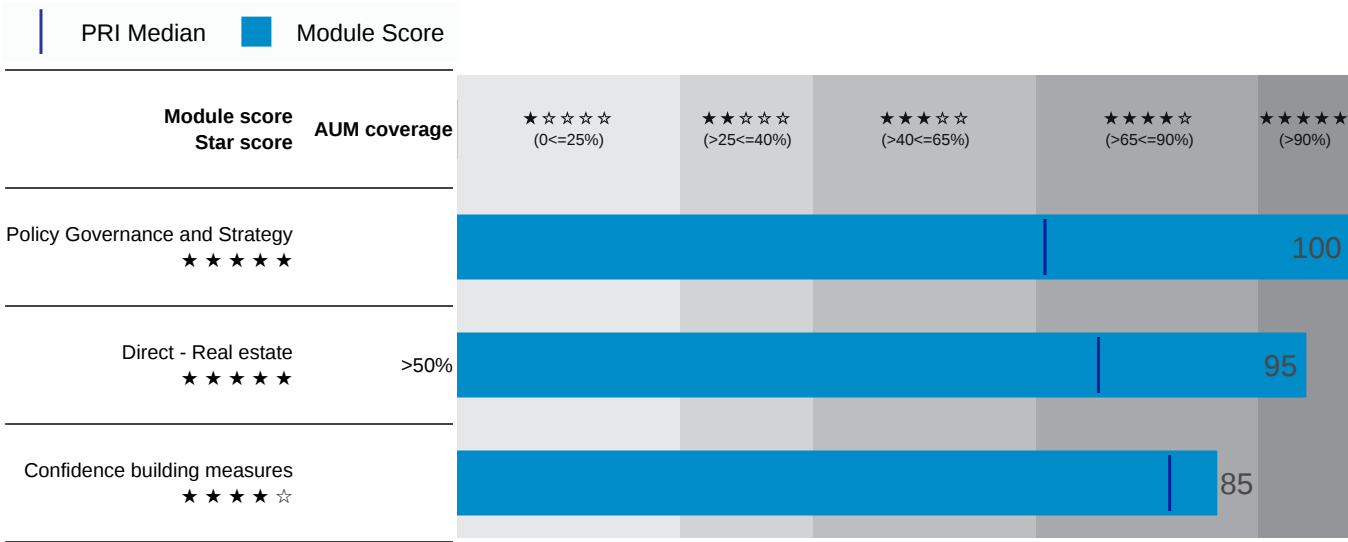 PRI Median Module Score
Module score
Star score
AUM coverage
★☆☆☆☆
(0<=25%)
★★☆☆☆
(>25<=40%)
★★★☆☆
(>40<=65%)
★★★★☆
(>65<=90%)
★★★★★
(>90%)
Policy Governance and Strategy
★★★★★
100
Direct - Real estate
★★★★★
>50%
95
Confidence building measures
★★★★☆
85